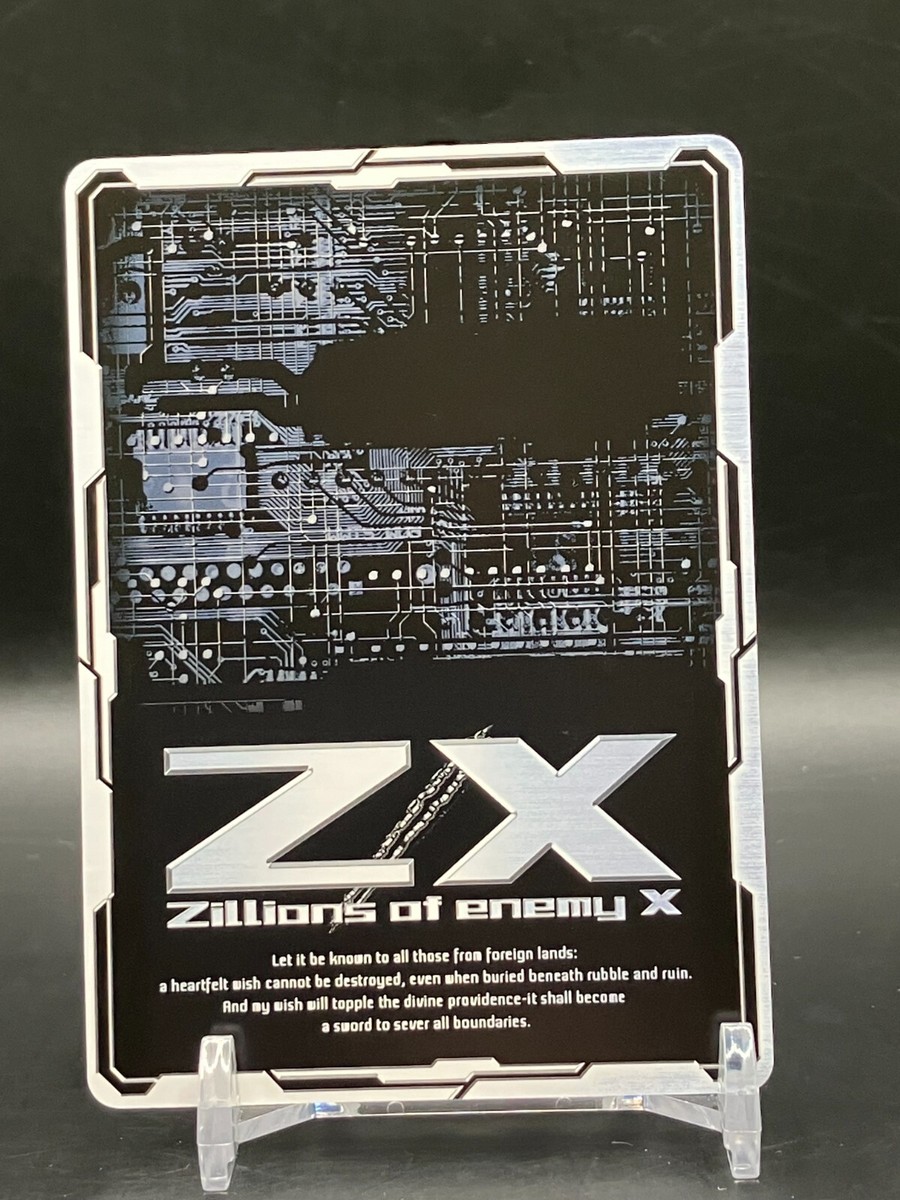 ZX
Zillions of enemy X
Let it be known to all those from foreign lands:
a heartfelt wish cannot be destroyed, even when buried beneath rubble and ruin.
And my wish will topple the divine providence-it shall become
a sword to sever all boundaries.